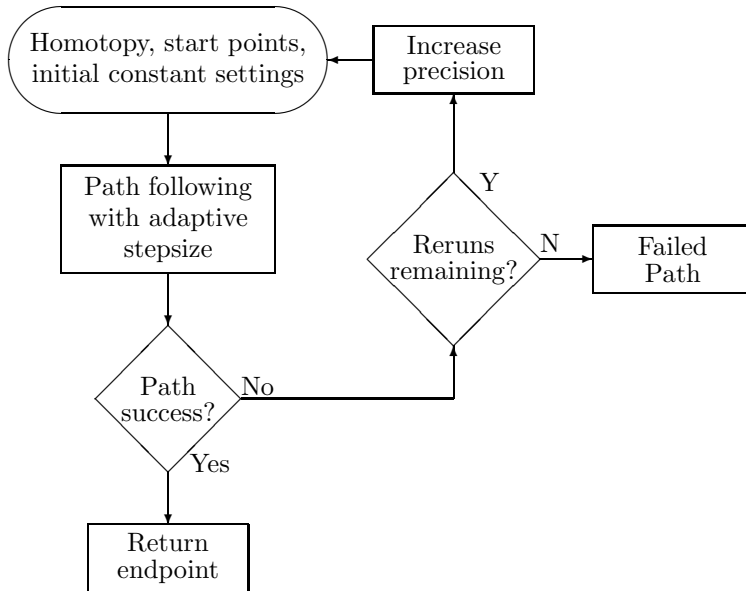 Homotopy, start points,
initial constant settings
Increase
precision
Path following
with adaptive
stepsize
Y
Reruns
remaining?
N
Failed
Path
Path
success?
No
Yes
Return
endpoint